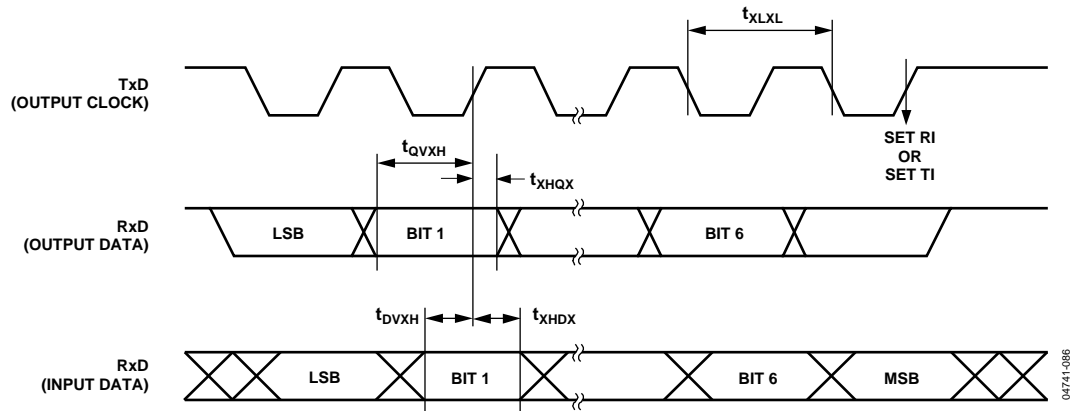 tXLXL
TxD
(OUTPUT CLOCK)
SET RI
OR
SET TI
tQVXH
tXHQX
RxD
(OUTPUT DATA)
LSB
BIT 1
BIT 6
tDVXH
tXHDX
RxD
(INPUT DATA)
LSB
BIT 1
BIT 6
MSB
04741-086